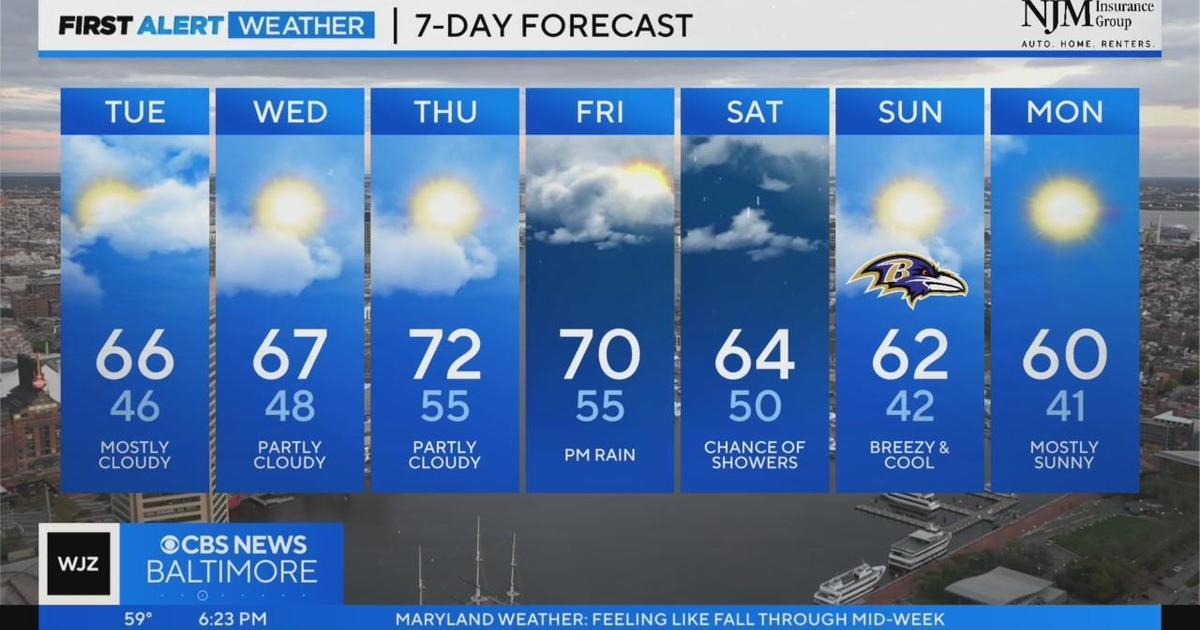 FIRST ALERT WEATHER | 7-DAY FORECAST
NJM Insurance Group
AUTO. HOME. RENTERS.
TUE WED THU FRI SAT SUN MON
B
66 67 72 70 64 62 60
46 48 55 55 50 42 41
MOSTLY CLOUDY
PARTLY CLOUDY
PARTLY CLOUDY
PM RAIN
CHANCE OF SHOWERS
BREEZY & COOL
MOSTLY SUNNY
WJZ
CBS NEWS
BALTIMORE
59° 6:23 PM MARYLAND WEATHER: FEELING LIKE FALL THROUGH MID-WEEK